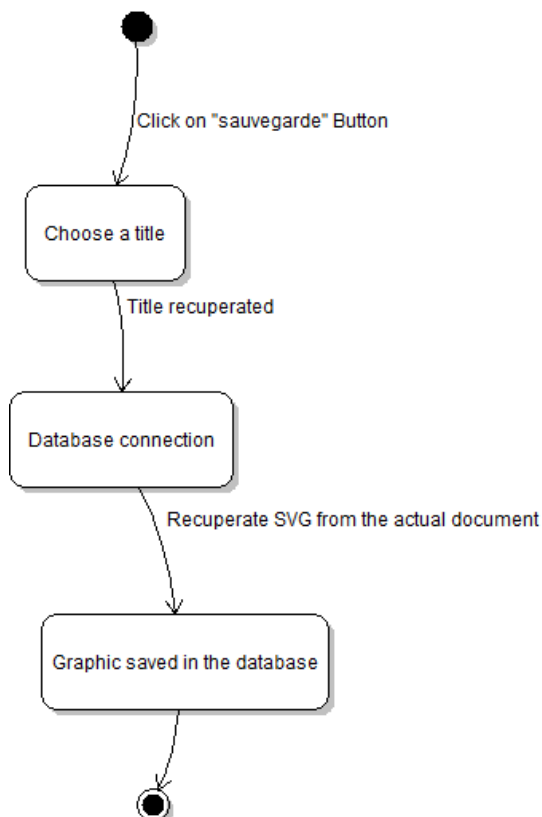 Click on "sauvegarde" Button
Choose a title
Title recuperated
Database connection
Recuperate SVG from the actual document
Graphic saved in the database